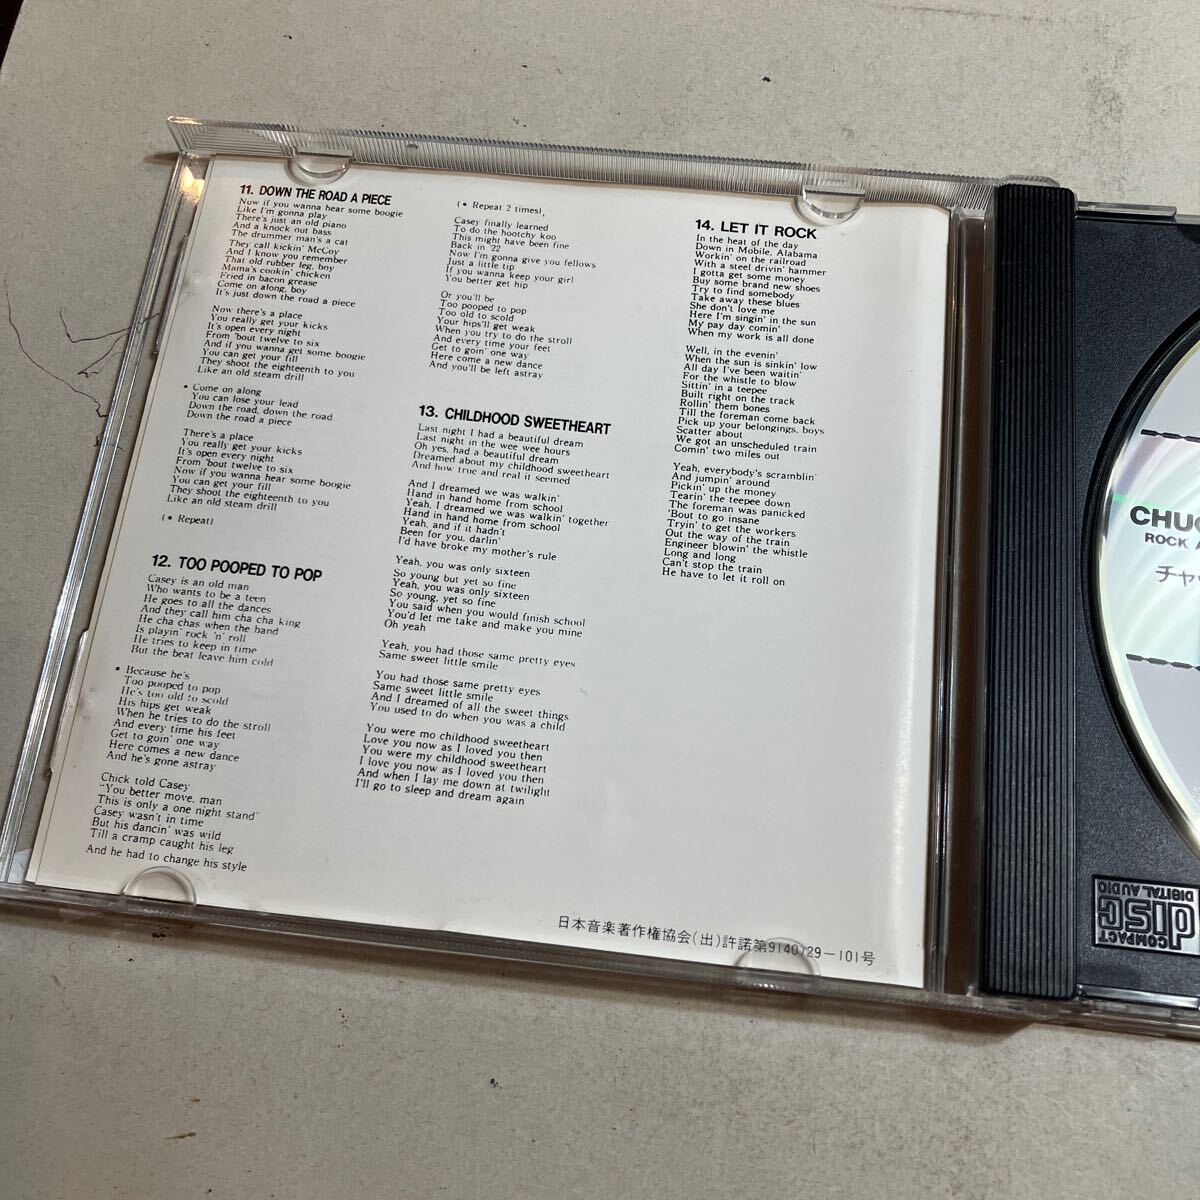 11. DOWN THE ROAD A PIECE
Now if you wanna hear some boogie
Like I'm gonna play
There's just an old piano
And a knock out bass
The drummer man's a cat
They call kickin' McCoy
And I know you remember
That old rubber leg, boy
Mama's cookin' chicken
Fried in bacon grease
Come on along, boy
It's just down the road a piece
Now there's a place
You really get your kicks
It's open every night
From 'bout twelve to six
And if you wanna get some boogie
You can get your fill
They shoot the eighteenth to you
Like an old steam drill
* Come on along
You can lose your lead
Down the road, down the road
Down the road a piece
There's a place
You really get your kicks
It's open every night
From 'bout twelve to six
Now if you wanna hear some boogie
You can get your fill
They shoot the eighteenth to you
Like an old steam drill
(* Repeat)
12. TOO POOPED TO POP
Casey is an old man
Who wants to be a teen
He goes to all the dances
And they call him cha cha king
He cha chas when the band
Is playin' rock 'n' roll
He tries to keep in time
But the beat leave him cold
* Because he's
Too pooped to pop
He's too old to scold
His hips get weak
When he tries to do the stroll
And every time his feet
Get to goin' one way
Here comes a new dance
And he's gone astray
Chick told Casey
"You better move, man
This is only a one night stand"
Casey wasn't in time
But his dancin' was wild
Till a cramp caught his leg
And he had to change his style
(* Repeat 2 times)
Casey finally learned
To do the hootchy koo
This might have been fine
Back in '22
Now I'm gonna give you fellows
Just a little tip
If you wanna keep your girl
You better get hip
Or you'll be
Too pooped to pop
Too old to scold
Your hips'll get weak
When you try to do the stroll
And every time your feet
Get to goin' one way
Here come a new dance
And you'll be left astray
13. CHILDHOOD SWEETHEART
Last night I had a beautiful dream
Last night in the wee wee hours
Oh yes, had a beautiful dream
Dreamed about my childhood sweetheart
And how true and real it seemed
And I dreamed we was walkin'
Hand in hand home from school
Yeah, I dreamed we was walkin' together
Hand in hand home from school
Yeah, and if it hadn't
Been for you, darlin'
I'd have broke my mother's rule
Yeah, you was only sixteen
So young but yet so fine
Yeah, you was only sixteen
So young, yet so fine
You said when you would finish school
You'd let me take and make you mine
Oh yeah
Yeah, you had those same pretty eyes
Same sweet little smile
You had those same pretty eyes
Same sweet little smile
And I dreamed of all the sweet things
You used to do when you was a child
You were mo childhood sweetheart
Love you now as I loved you then
You were my childhood sweetheart
I love you now as I loved you then
And when I lay me down at twilight
I'll go to sleep and dream again
14. LET IT ROCK
In the heat of the day
Down in Mobile, Alabama
Workin' on the railroad
With a steel drivin' hammer
I gotta get some money
Buy some brand new shoes
Try to find somebody
Take away these blues
She don't love me
Here I'm singin' in the sun
My pay day comin'
When my work is all done
Well, in the evenin'
When the sun is sinkin' low
All day I've been waitin'
For the whistle to blow
Sittin' in a teepee
Built right on the track
Rollin' them bones
Till the foreman come back
Pick up your belongings, boys
Scatter about
We got an unscheduled train
Comin' two miles out
Yeah, everybody's scramblin'
And jumpin' around
Pickin' up the money
Tearin' the teepee down
The foreman was panicked
'Bout to go insane
Tryin' to get the workers
Out the way of the train
Engineer blowin' the whistle
Long and long
Can't stop the train
He have to let it roll on
日本音楽著作権協会(出)許諾第9140729-101号
ROCK
COMPACT
disc
DIGITAL AUDIO